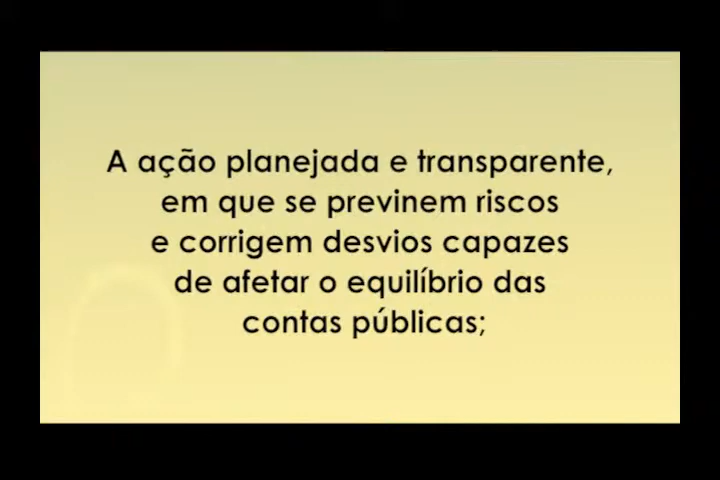 A ação planejada e transparente,
em que se previnem riscos
e corrigem desvios capazes
de afetar o equilíbrio das
contas públicas;